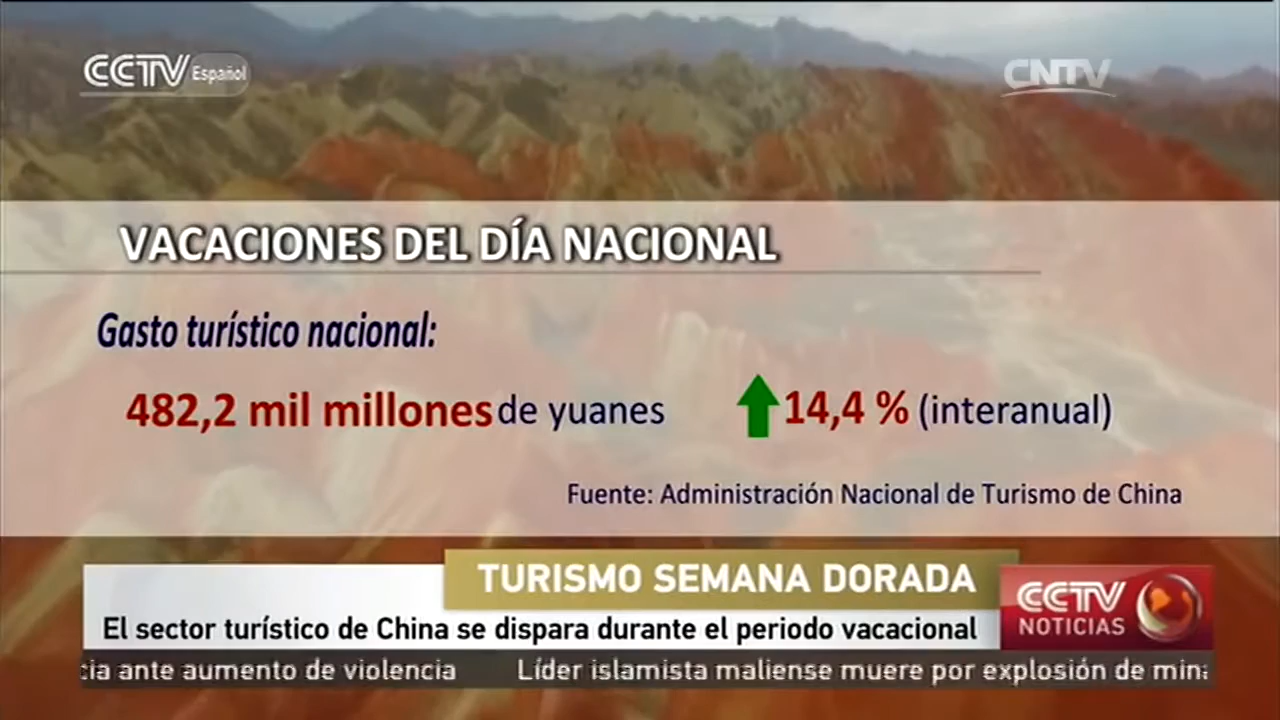 CCTV Español
CNTV
VACACIONES DEL DÍA NACIONAL
Gasto turístico nacional:
482,2 mil millones de yuanes 14,4 % (interanual)
Fuente: Administración Nacional de Turismo de China
TURISMO SEMANA DORADA
El sector turístico de China se dispara durante el periodo vacacional
CCTV
NOTICIAS
ante aumento de violencia Líder islamista maliense muere por explosión de